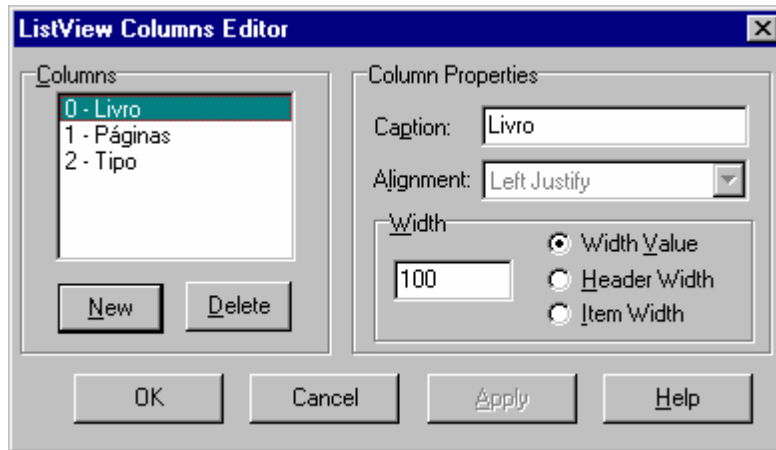 ListView Columns Editor
Columns
0 - Livro
1 - Páginas
2 - Tipo
New
Delete
Column Properties
Caption: Livro
Alignment: Left Justify
Width
100
Width Value
Header Width
Item Width
OK
Cancel
Apply
Help